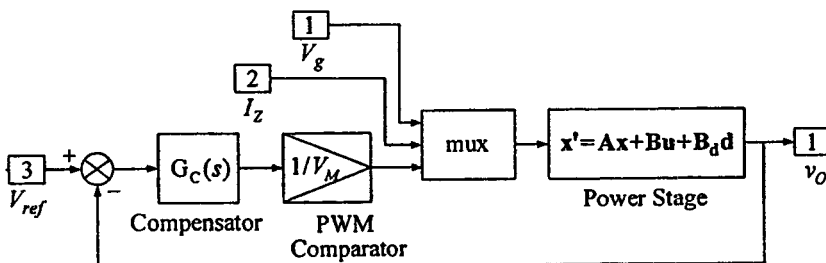 1
V_g
2
I_Z
3
V_ref
+
−
G_C(s)
Compensator
1/V_M
PWM
Comparator
mux
x'=Ax+Bu+B_d d
Power Stage
1
v_O